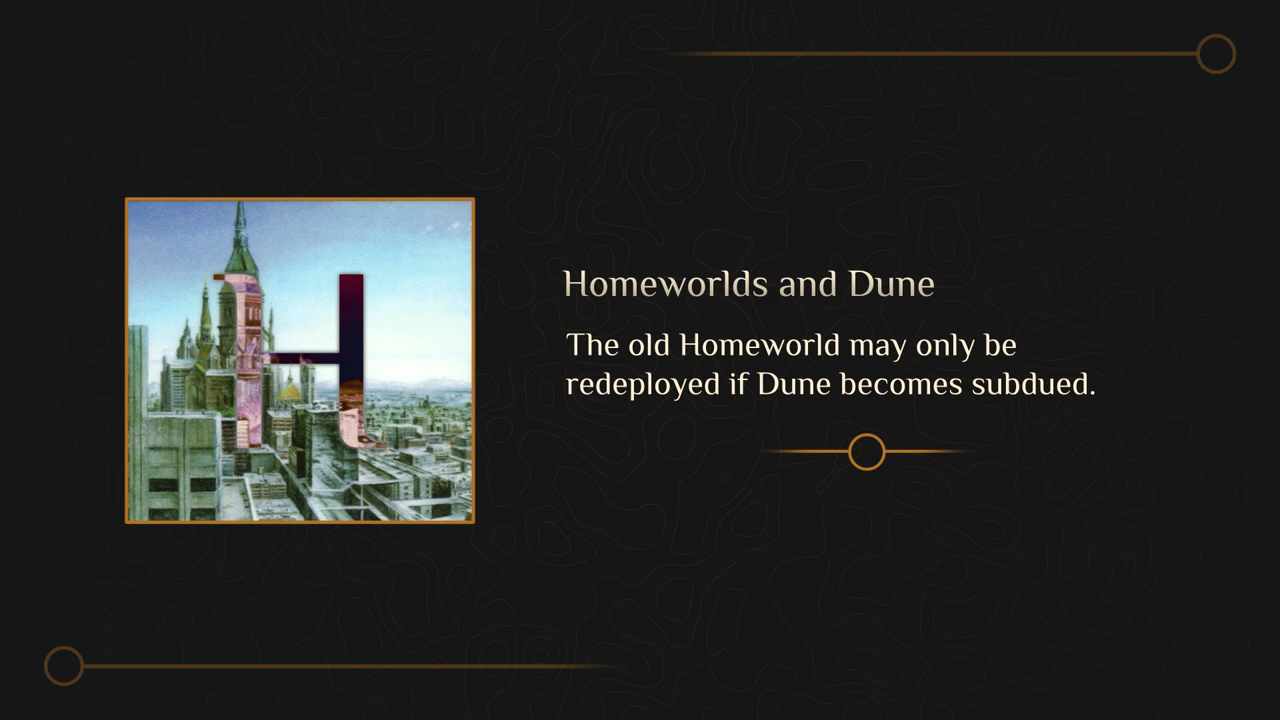 H
Homeworlds and Dune
The old Homeworld may only be
redeployed if Dune becomes subdued.